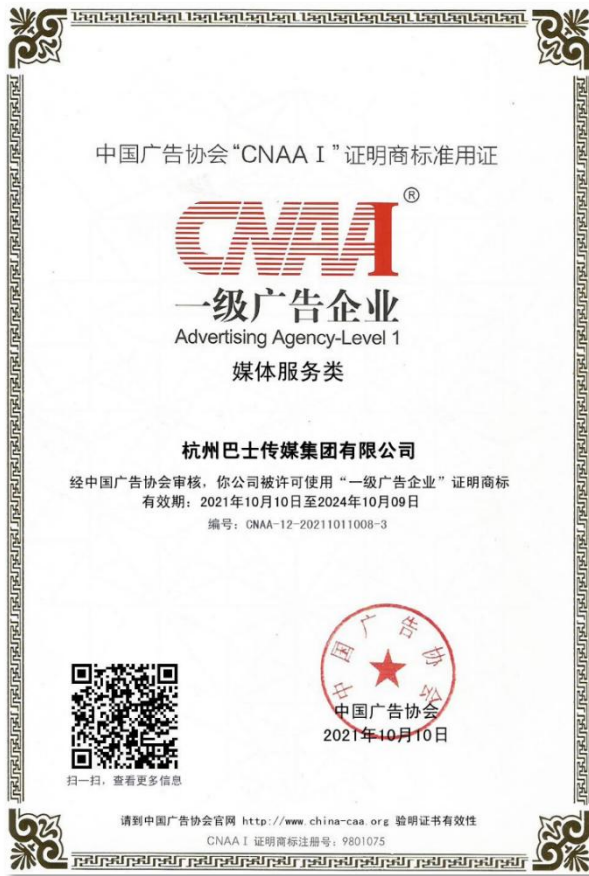 中国广告协会“CNAA I”证明商标准用证
CNAA I®
一级广告企业
Advertising Agency-Level 1
媒体服务类
杭州巴士传媒集团有限公司
经中国广告协会审核，你公司被许可使用“一级广告企业”证明商标
有效期：2021年10月10日至2024年10月09日
编号：CNAA-12-20211011008-3
中国广告协会
中国广告协会
2021年10月10日
扫一扫，查看更多信息
请到中国广告协会官网 http://www.china-caa.org 验明证书有效性
CNAA I 证明商标注册号：9801075